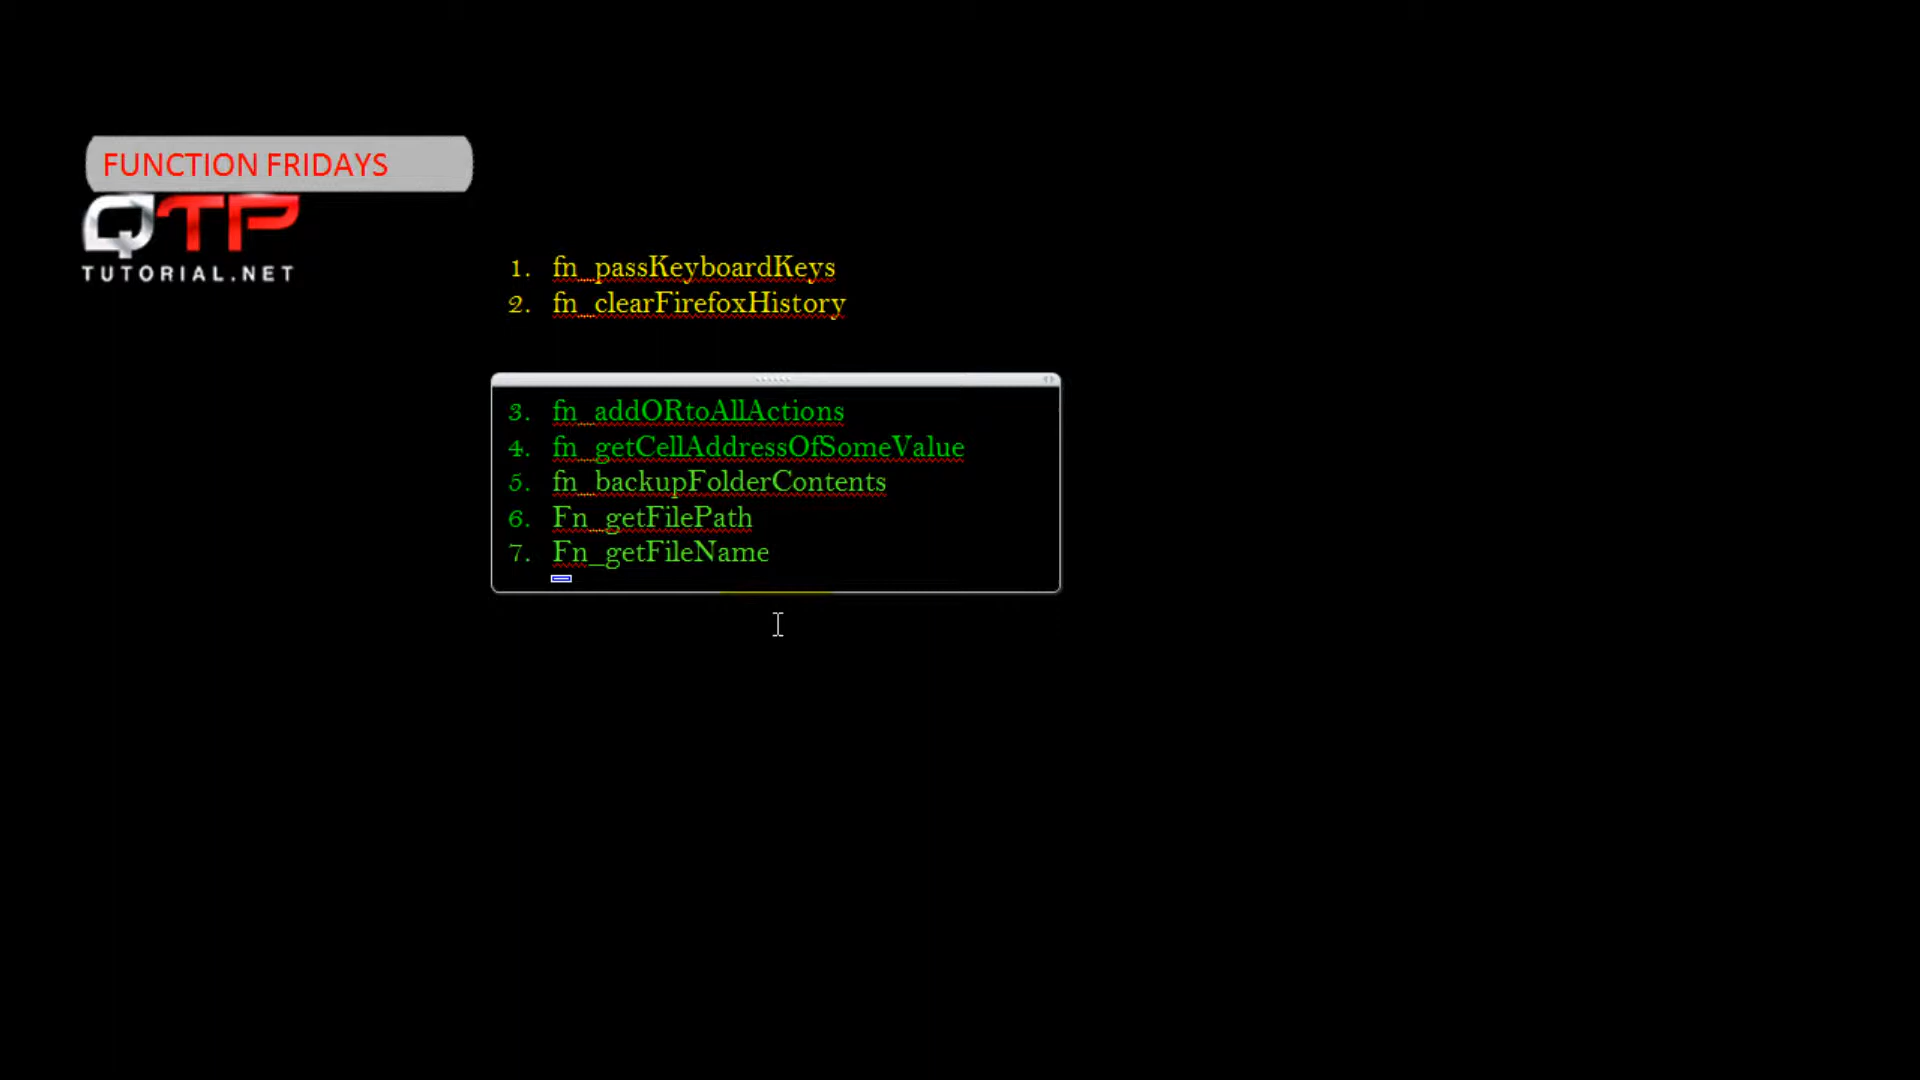 FUNCTION FRIDAYS
QTP
TUTORIAL.NET
1. fn_passKeyboardKeys
2. fn_clearFirefoxHistory
3. fn_addORtoAllActions
4. fn_getCellAddressOfSomeValue
5. fn_backupFolderContents
6. Fn_getFilePath
7. Fn_getFileName